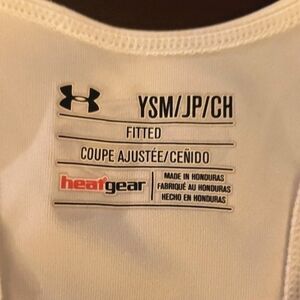 YSM/JP/CH
FITTED
COUPE AJUSTÉE/CEÑIDO
heatgear
MADE IN HONDURAS
FABRIQUÉ AU HONDURAS
HECHO EN HONDURAS